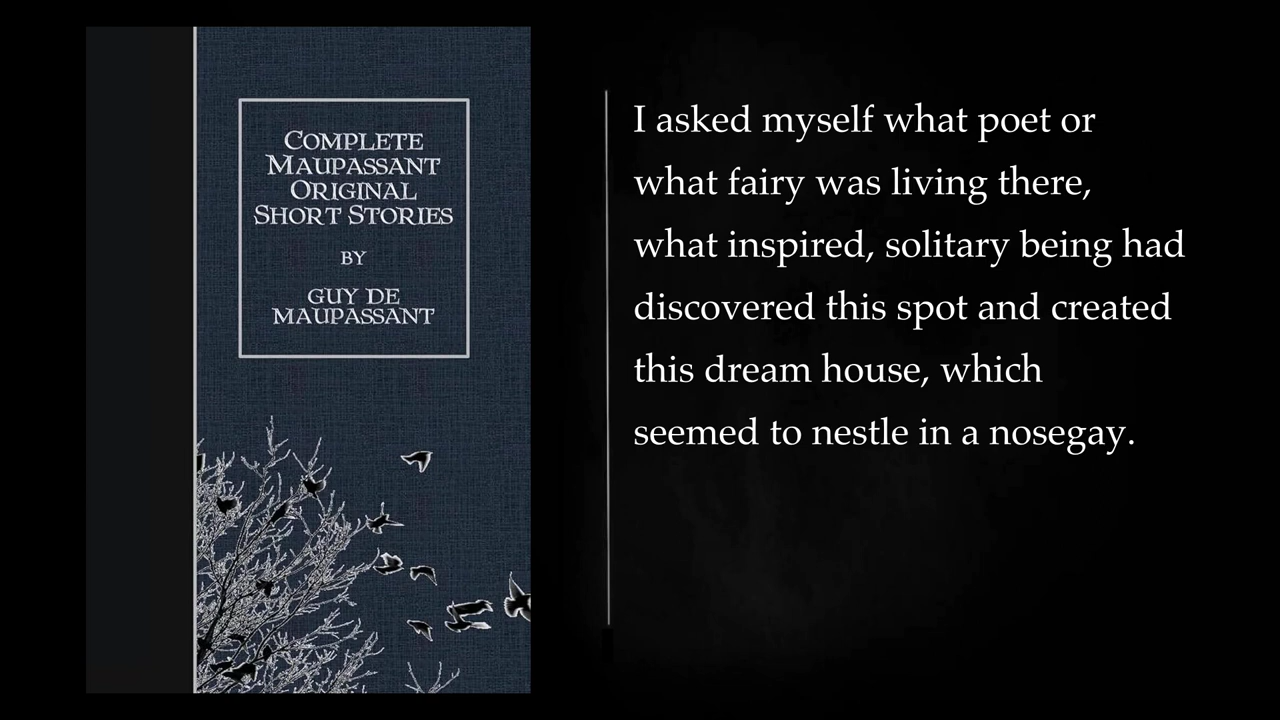 COMPLETE
MAUPASSANT
ORIGINAL
SHORT STORIES
BY
GUY DE
MAUPASSANT
I asked myself what poet or
what fairy was living there,
what inspired, solitary being had
discovered this spot and created
this dream house, which
seemed to nestle in a nosegay.